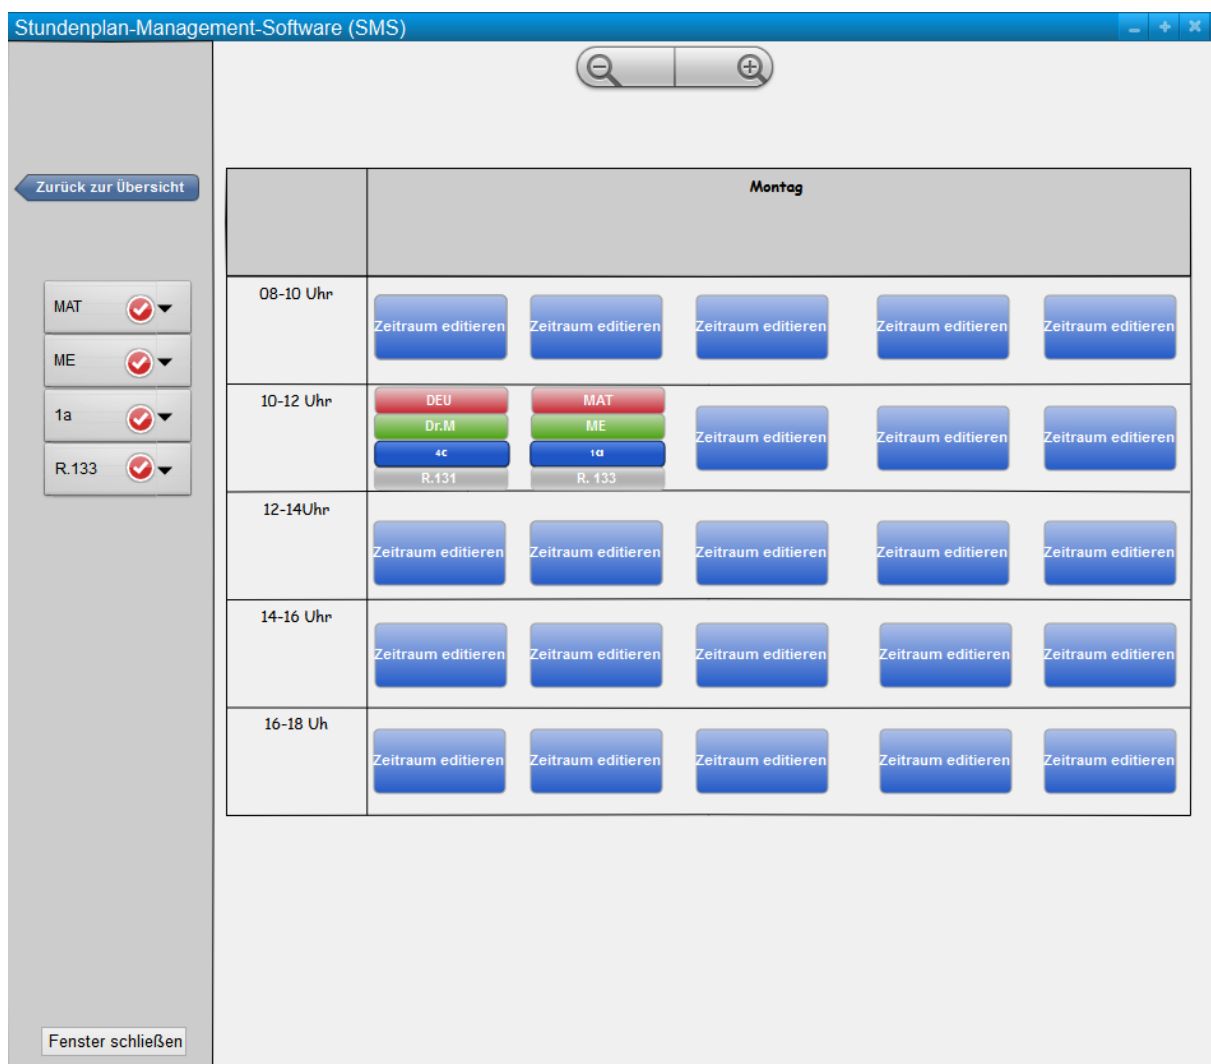 Stundenplan-Management-Software (SMS)
Zurück zur Übersicht
MAT
ME
1a
R.133
Fenster schließen
Montag
08-10 Uhr
Zeitraum editieren Zeitraum editieren Zeitraum editieren Zeitraum editieren Zeitraum editieren
10-12 Uhr
DEU MAT
Dr.M ME
Zeitraum editieren Zeitraum editieren Zeitraum editieren
4c 1a
R.131 R. 133
12-14Uhr
Zeitraum editieren Zeitraum editieren Zeitraum editieren Zeitraum editieren Zeitraum editieren
14-16 Uhr
Zeitraum editieren Zeitraum editieren Zeitraum editieren Zeitraum editieren Zeitraum editieren
16-18 Uh
Zeitraum editieren Zeitraum editieren Zeitraum editieren Zeitraum editieren Zeitraum editieren